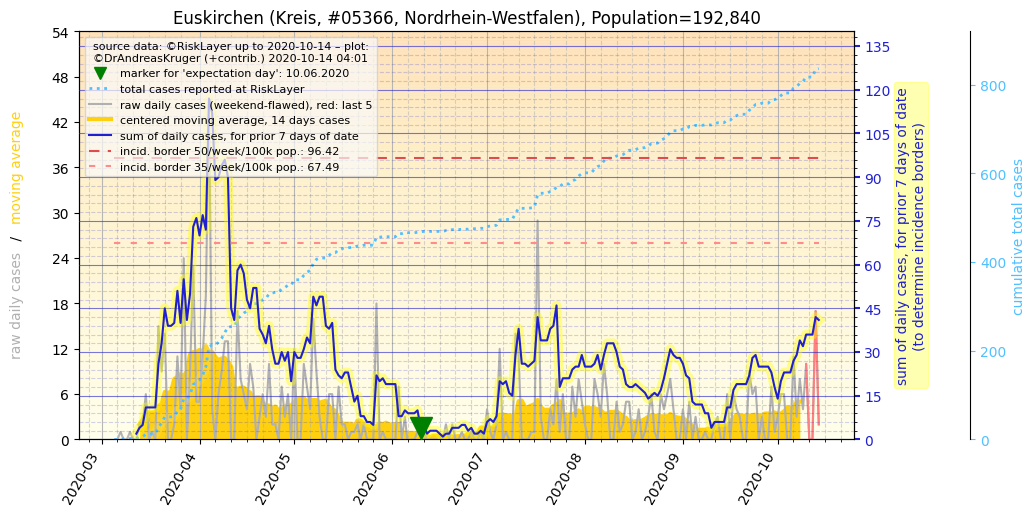 Euskirchen (Kreis, #05366, Nordrhein-Westfalen), Population=192,840
source data: ©RiskLayer up to 2020-10-14 – plot:
©DrAndreasKruger (+contrib.) 2020-10-14 04:01
marker for 'expectation day': 10.06.2020
total cases reported at RiskLayer
raw daily cases (weekend-flawed), red: last 5
centered moving average, 14 days cases
sum of daily cases, for prior 7 days of date
incid. border 50/week/100k pop.: 96.42
incid. border 35/week/100k pop.: 67.49
raw daily cases / moving average
54
48
42
36
30
24
18
12
6
0
2020-03
2020-04
2020-05
2020-06
2020-07
2020-08
2020-09
2020-10
135
120
105
90
75
60
45
30
15
0
sum of daily cases, for prior 7 days of date
(to determine incidence borders)
800
600
400
200
0
cumulative total cases